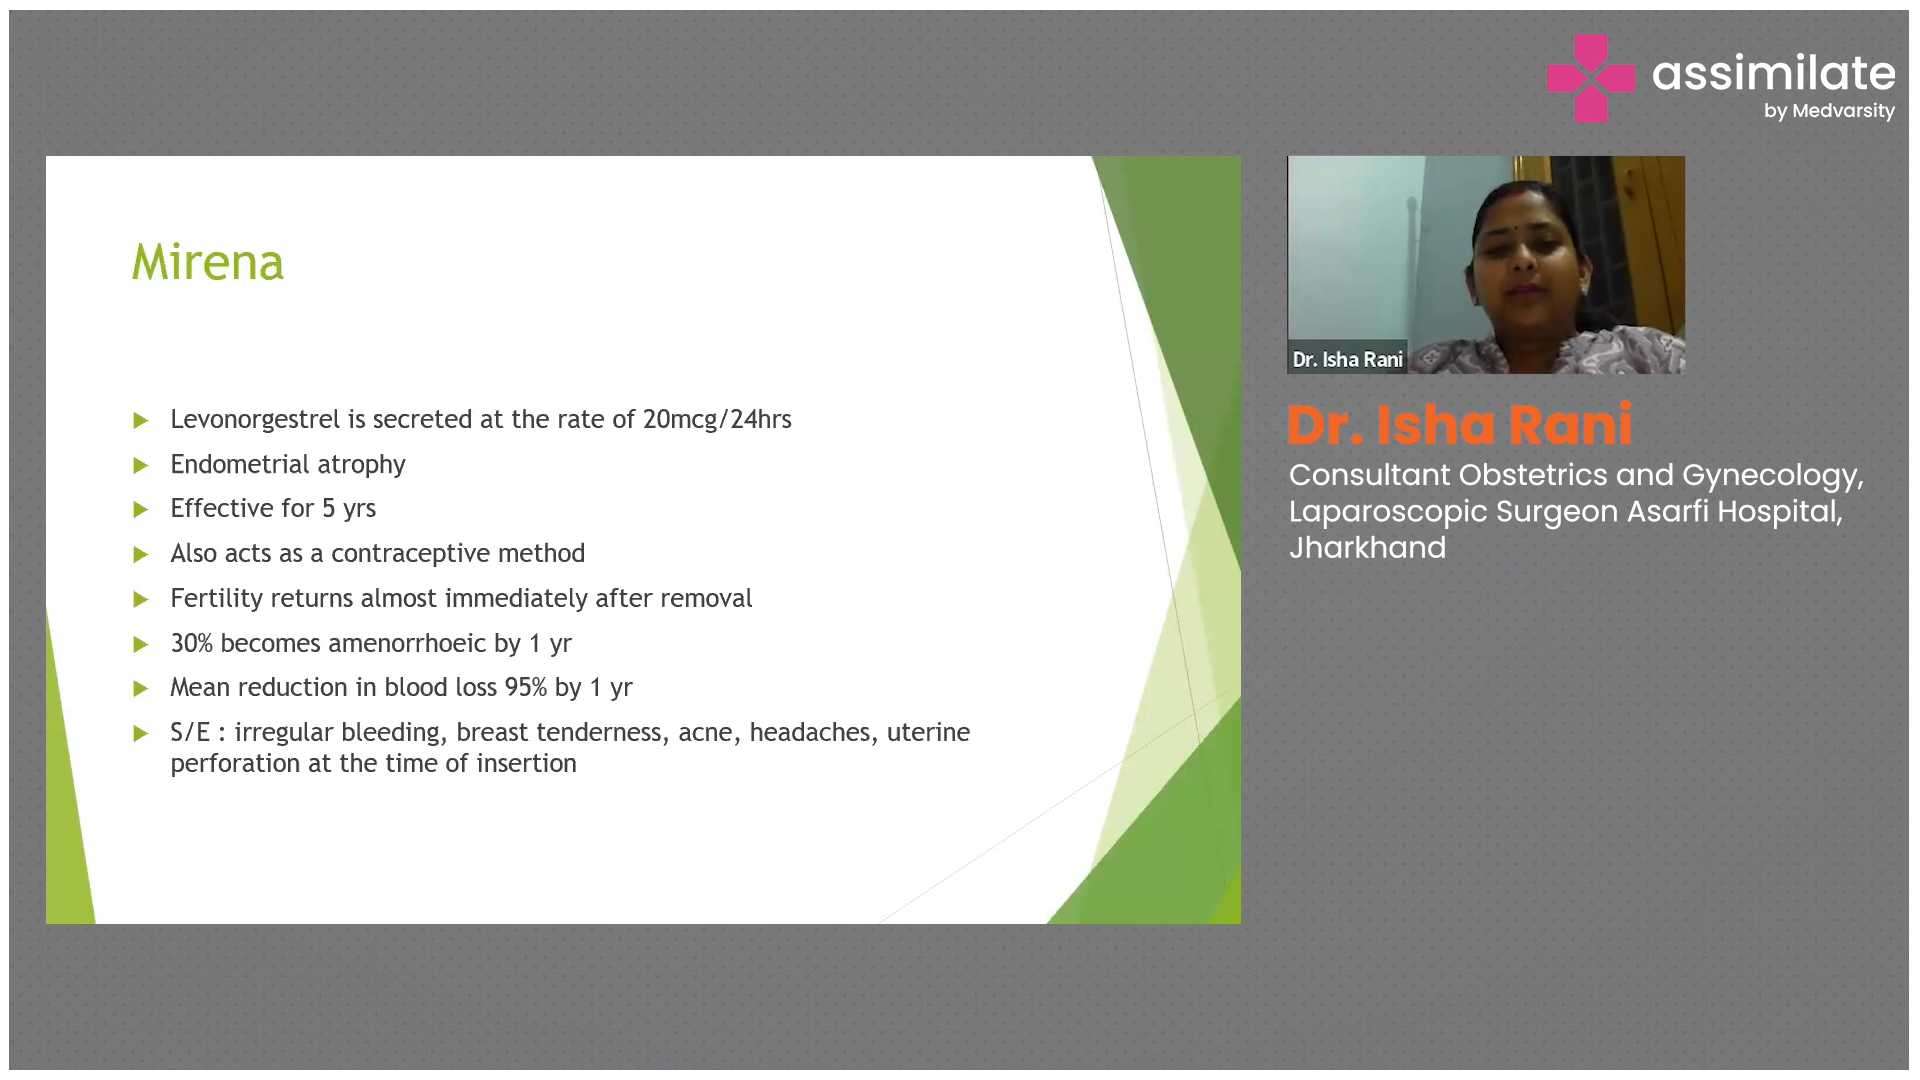 assimilate
by Medvarsity
Mirena
Levonorgestrel is secreted at the rate of 20mcg/24hrs
Endometrial atrophy
Effective for 5 yrs
Also acts as a contraceptive method
Fertility returns almost immediately after removal
30% becomes amenorrhoeic by 1 yr
Mean reduction in blood loss 95% by 1 yr
S/E : irregular bleeding, breast tenderness, acne, headaches, uterine
perforation at the time of insertion
Dr. Isha Rani
Dr. Isha Rani
Consultant Obstetrics and Gynecology,
Laparoscopic Surgeon Asarfi Hospital,
Jharkhand